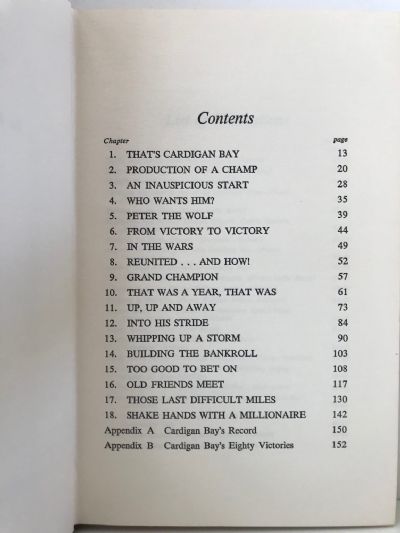 Contents
Chapter page
1. THAT'S CARDIGAN BAY 13
2. PRODUCTION OF A CHAMP 20
3. AN INAUSPICIOUS START 28
4. WHO WANTS HIM? 35
5. PETER THE WOLF 39
6. FROM VICTORY TO VICTORY 44
7. IN THE WARS 49
8. REUNITED . . . AND HOW! 52
9. GRAND CHAMPION 57
10. THAT WAS A YEAR, THAT WAS 61
11. UP, UP AND AWAY 73
12. INTO HIS STRIDE 84
13. WHIPPING UP A STORM 90
14. BUILDING THE BANKROLL 103
15. TOO GOOD TO BET ON 108
16. OLD FRIENDS MEET 117
17. THOSE LAST DIFFICULT MILES 130
18. SHAKE HANDS WITH A MILLIONAIRE 142
Appendix A Cardigan Bay's Record 150
Appendix B Cardigan Bay's Eighty Victories 152